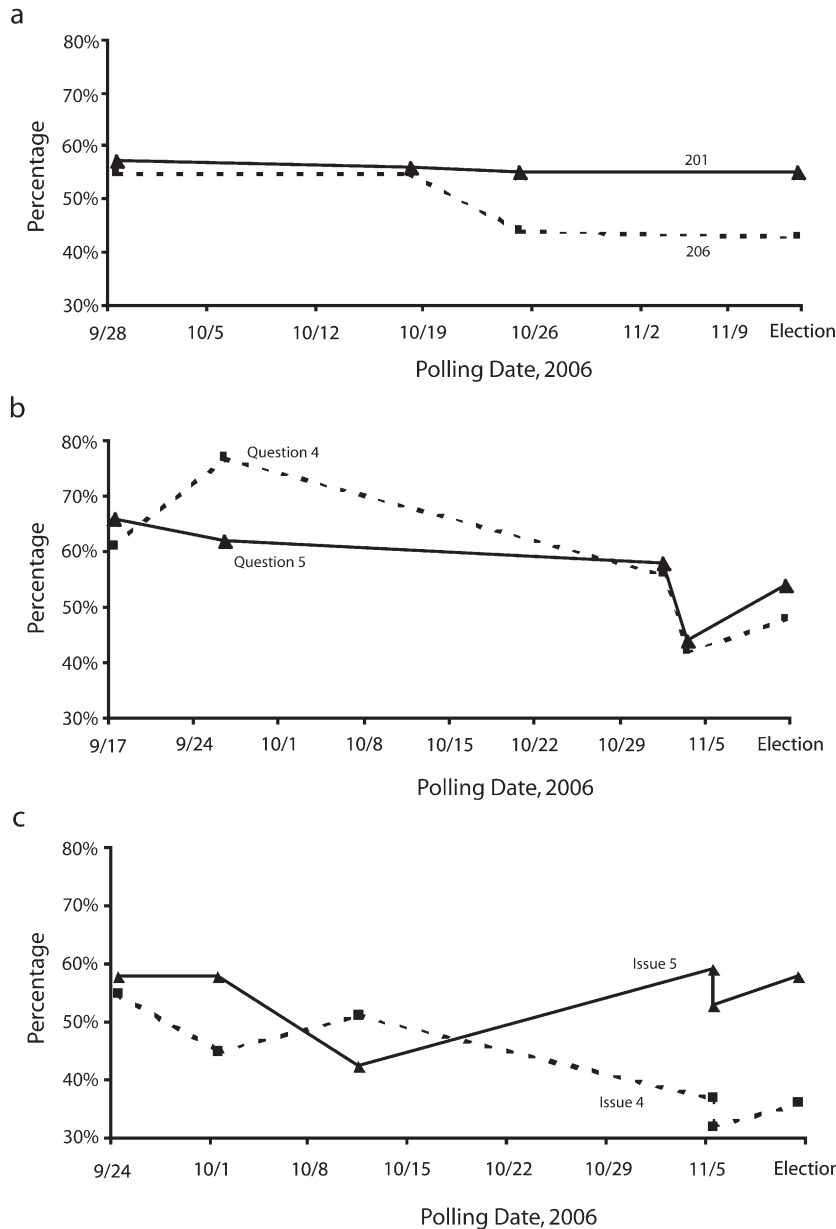 a
80%
70%
60%
50%
40%
30%
Percentage
201
206
9/28 10/5 10/12 10/19 10/26 11/2 11/9 Election
Polling Date, 2006
b
80%
70%
60%
50%
40%
30%
Percentage
Question 4
Question 5
9/17 9/24 10/1 10/8 10/15 10/22 10/29 11/5 Election
Polling Date, 2006
c
80%
70%
60%
50%
40%
30%
Percentage
Issue 5
Issue 4
9/24 10/1 10/8 10/15 10/22 10/29 11/5 Election
Polling Date, 2006